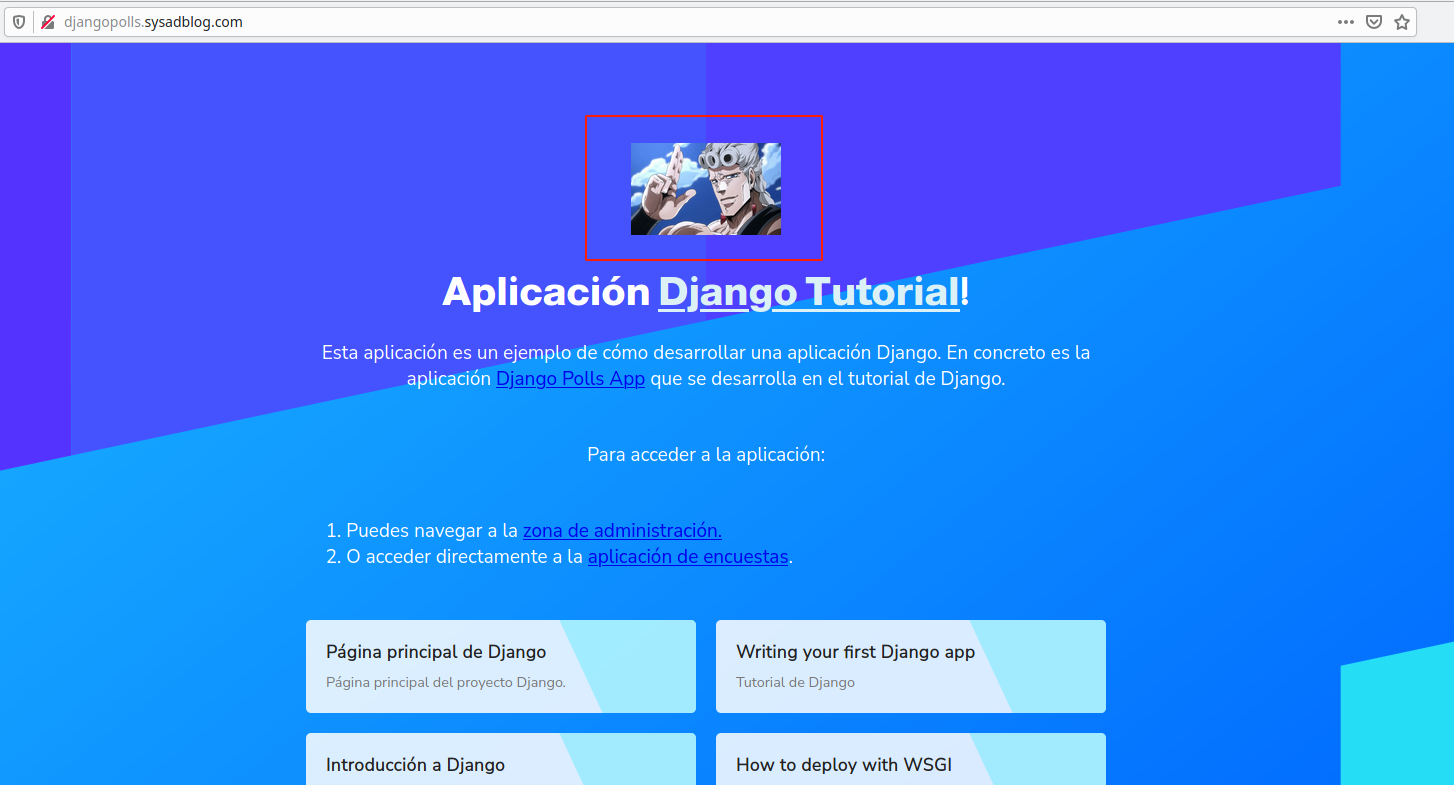 djangopolls.sysadblog.com
Aplicación Django Tutorial!
Esta aplicación es un ejemplo de cómo desarrollar una aplicación Django. En concreto es la
aplicación Django Polls App que se desarrolla en el tutorial de Django.
Para acceder a la aplicación:
1. Puedes navegar a la zona de administración.
2. O acceder directamente a la aplicación de encuestas.
Página principal de Django
Página principal del proyecto Django.
Writing your first Django app
Tutorial de Django
Introducción a Django
How to deploy with WSGI